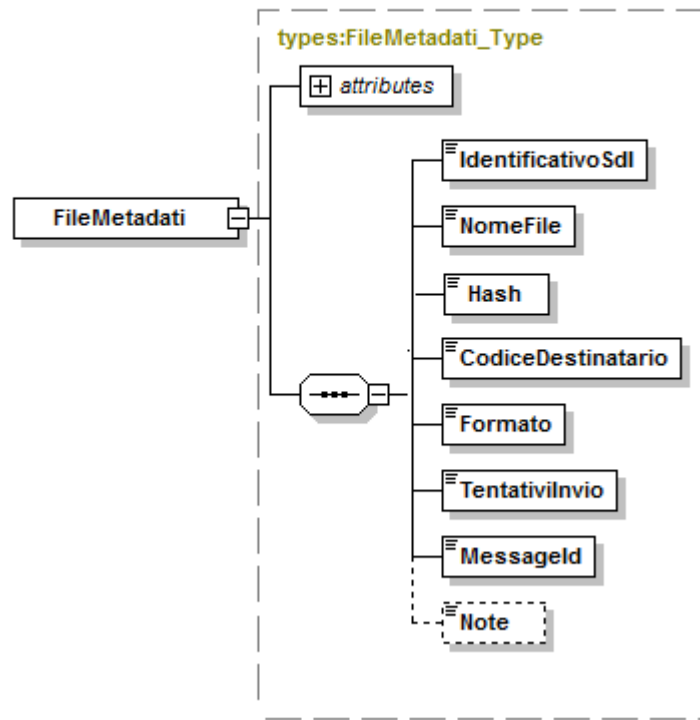 types:FileMetadati_Type
attributes
FileMetadati
IdentificativoSdI
NomeFile
Hash
CodiceDestinatario
Formato
TentativiInvio
MessageId
Note